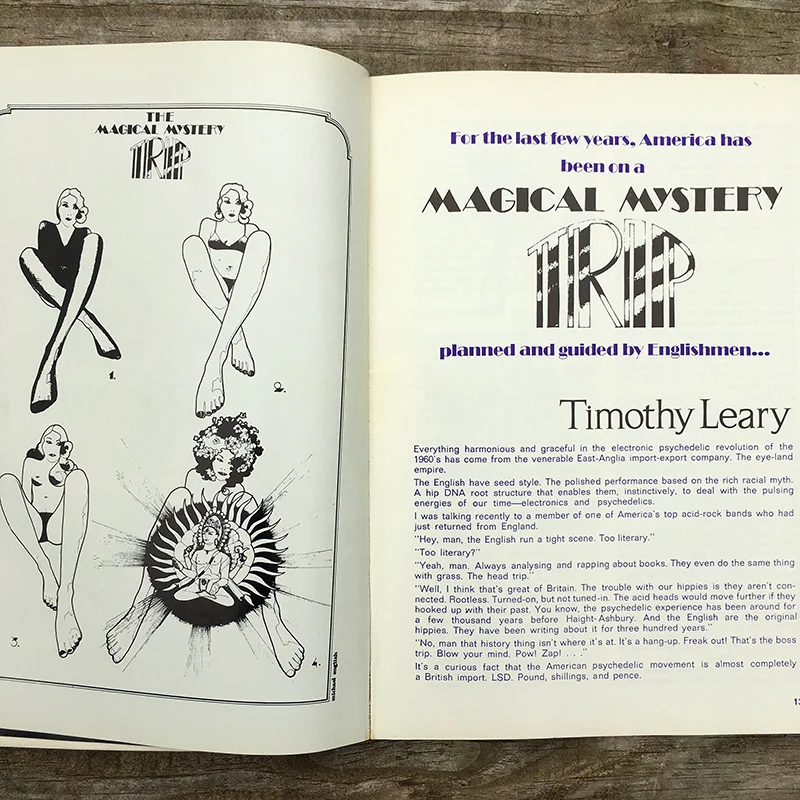 THE
MAGICAL MYSTERY
TRIP
1.
2.
3.
4.
michael english
For the last few years, America has
been on a
MAGICAL MYSTERY
TRIP
planned and guided by Englishmen...
Timothy Leary
Everything harmonious and graceful in the electronic psychedelic revolution of the
1960's has come from the venerable East-Anglia import-export company. The eye-land
empire.
The English have seed style. The polished performance based on the rich racial myth.
A hip DNA root structure that enables them, instinctively, to deal with the pulsing
energies of our time—electronics and psychedelics.
I was talking recently to a member of one of America's top acid-rock bands who had
just returned from England.
"Hey, man, the English run a tight scene. Too literary."
"Too literary?"
"Yeah, man. Always analysing and rapping about books. They even do the same thing
with grass. The head trip."
"Well, I think that's great of Britain. The trouble with our hippies is they aren't con-
nected. Rootless. Turned-on, but not tuned-in. The acid heads would move further if they
hooked up with their past. You know, the psychedelic experience has been around for
a few thousand years before Haight-Ashbury. And the English are the original
hippies. They have been writing about it for three hundred years."
"No, man that history thing isn't where it's at. It's a hang-up. Freak out! That's the boss
trip. Blow your mind. Pow! Zap! . . ."
It's a curious fact that the American psychedelic movement is almost completely
a British import. LSD. Pound, shillings, and pence.